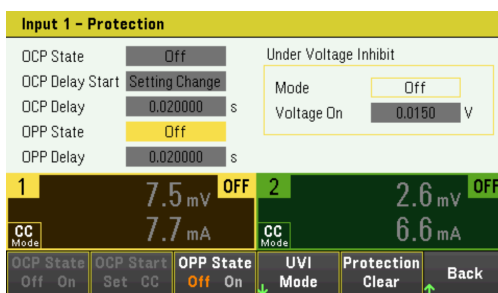 Input 1 – Protection
OCP State Off
OCP Delay Start Setting Change
OCP Delay 0.020000 s
OPP State Off
OPP Delay 0.020000 s
Under Voltage Inhibit
Mode Off
Voltage On 0.0150 V
1 7.5 mV OFF
CC Mode 7.7 mA
2 2.6 mV OFF
CC Mode 6.6 mA
OCP State Off On
OCP Start Set CC
OPP State Off On
UVI Mode
Protection Clear
Back